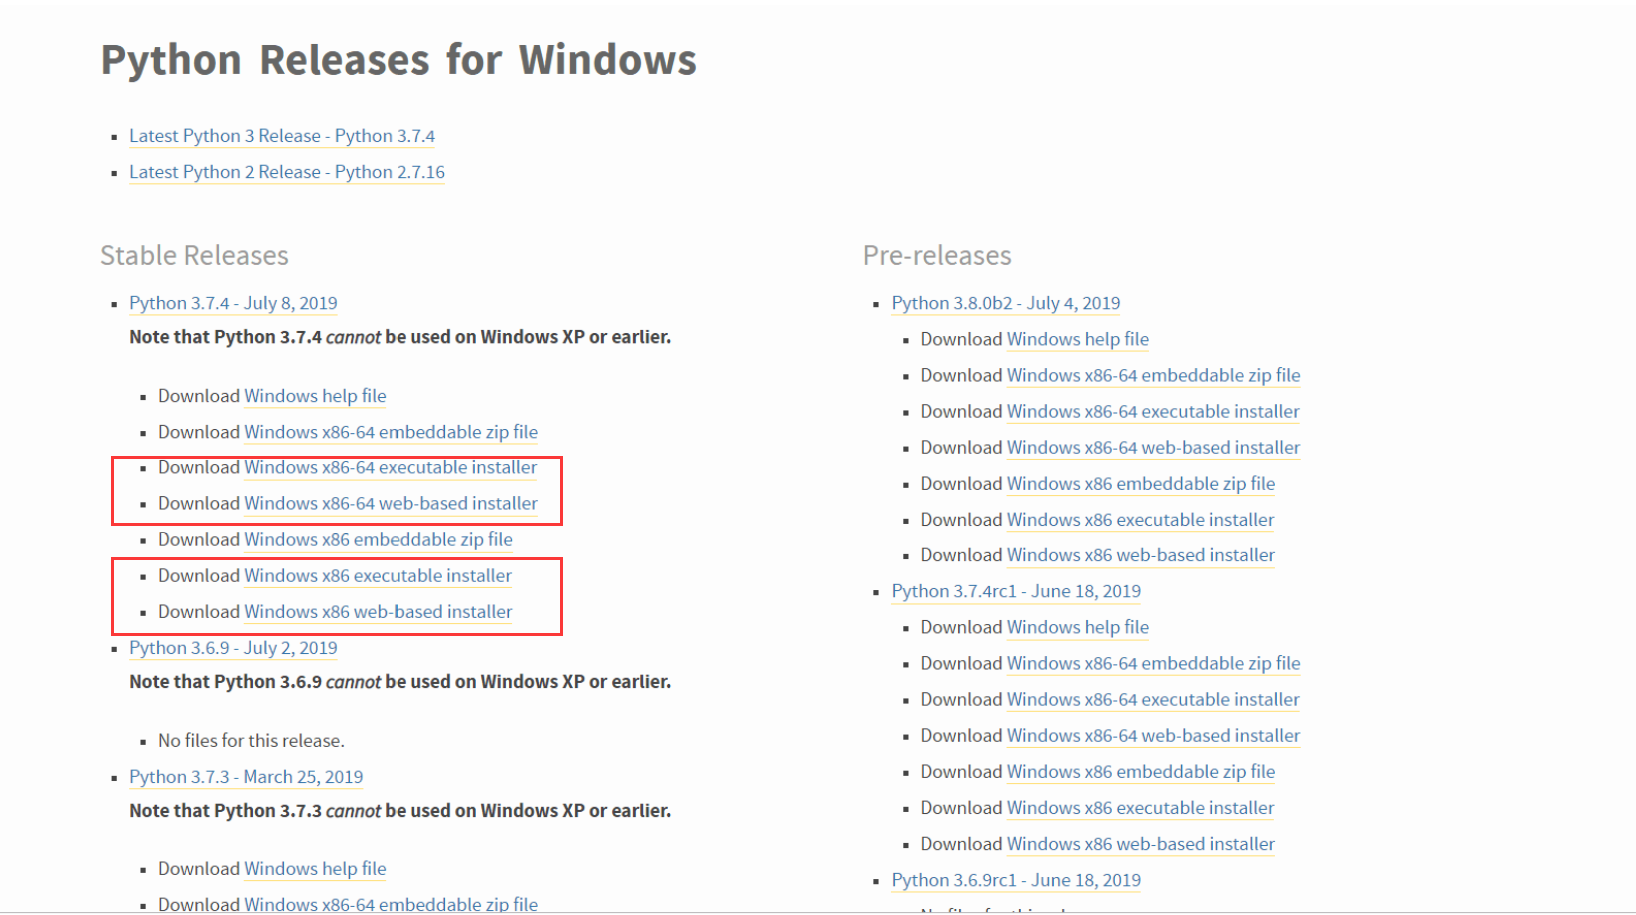 Python Releases for Windows
Latest Python 3 Release - Python 3.7.4
Latest Python 2 Release - Python 2.7.16
Stable Releases
Python 3.7.4 - July 8, 2019
Note that Python 3.7.4 cannot be used on Windows XP or earlier.
Download Windows help file
Download Windows x86-64 embeddable zip file
Download Windows x86-64 executable installer
Download Windows x86-64 web-based installer
Download Windows x86 embeddable zip file
Download Windows x86 executable installer
Download Windows x86 web-based installer
Python 3.6.9 - July 2, 2019
Note that Python 3.6.9 cannot be used on Windows XP or earlier.
No files for this release.
Python 3.7.3 - March 25, 2019
Note that Python 3.7.3 cannot be used on Windows XP or earlier.
Download Windows help file
Download Windows x86-64 embeddable zip file
Pre-releases
Python 3.8.0b2 - July 4, 2019
Download Windows help file
Download Windows x86-64 embeddable zip file
Download Windows x86-64 executable installer
Download Windows x86-64 web-based installer
Download Windows x86 embeddable zip file
Download Windows x86 executable installer
Download Windows x86 web-based installer
Python 3.7.4rc1 - June 18, 2019
Download Windows help file
Download Windows x86-64 embeddable zip file
Download Windows x86-64 executable installer
Download Windows x86-64 web-based installer
Download Windows x86 embeddable zip file
Download Windows x86 executable installer
Download Windows x86 web-based installer
Python 3.6.9rc1 - June 18, 2019